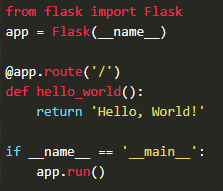 from flask import Flask
app = Flask(__name__)

@app.route('/')
def hello_world():
    return 'Hello, World!'

if __name__ == '__main__':
    app.run()